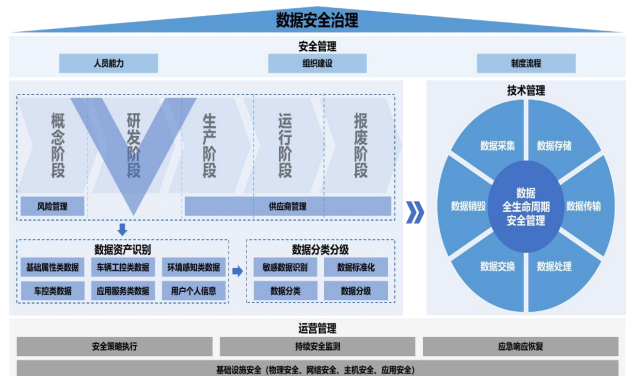 数据安全治理
安全管理
人员能力
组织建设
制度流程
概念阶段
研发阶段
生产阶段
运行阶段
报废阶段
风险管理
供应商管理
数据资产识别
基础属性类数据
车辆工控类数据
环境感知类数据
车控类数据
应用服务类数据
用户个人信息
数据分类分级
敏感数据识别
数据标准化
数据分类
数据分级
技术管理
数据采集
数据存储
数据销毁
数据
全生命周期
安全管理
数据传输
数据交换
数据处理
运营管理
安全策略执行
持续安全监测
应急响应恢复
基础设施安全（物理安全、网络安全、主机安全、应用安全）